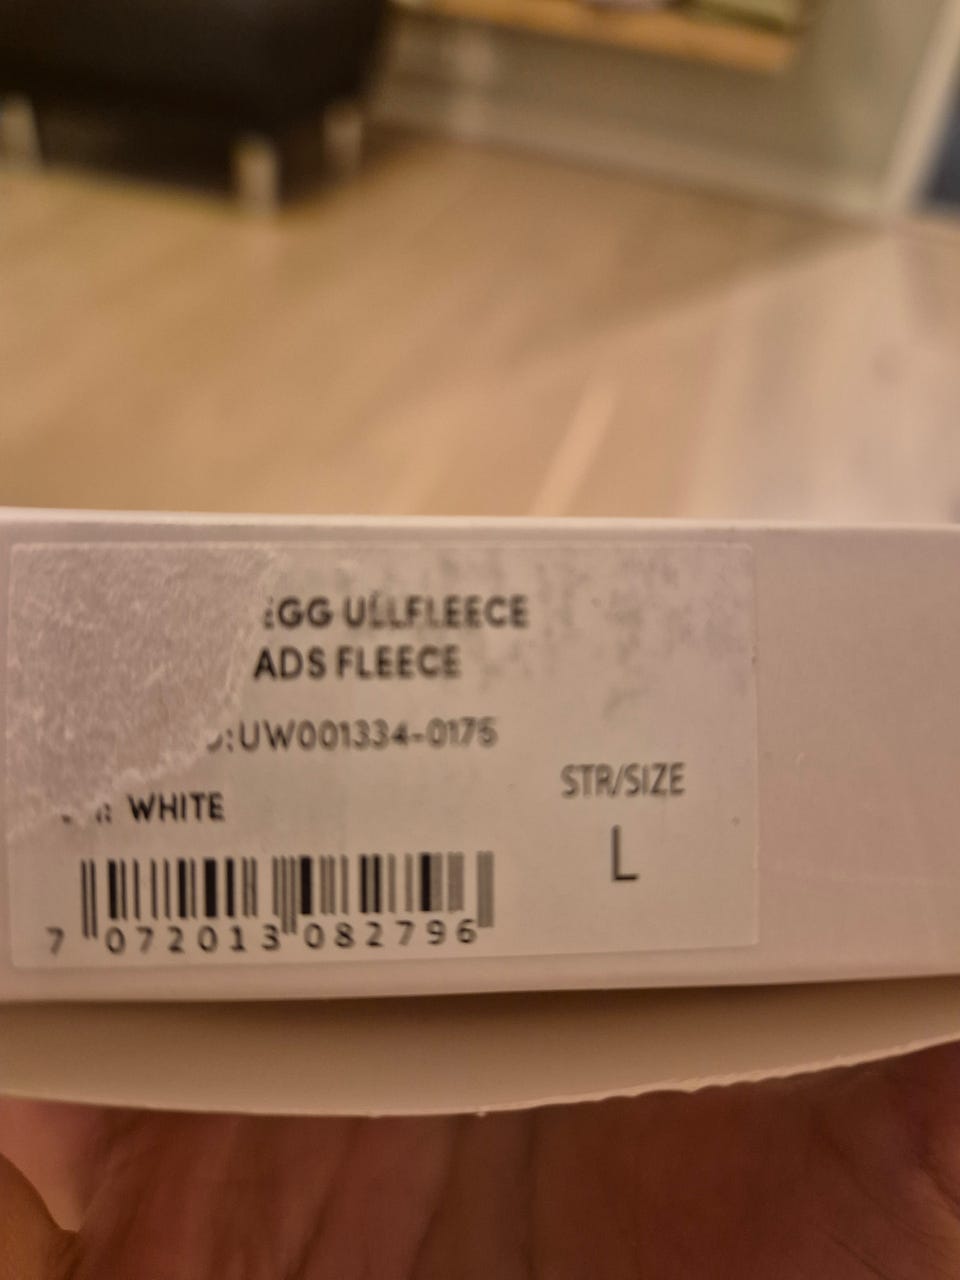 EGG ULLFLEECE
ADS FLEECE
:UW001334-0175
WHITE
STR/SIZE
L
7 072013 082796